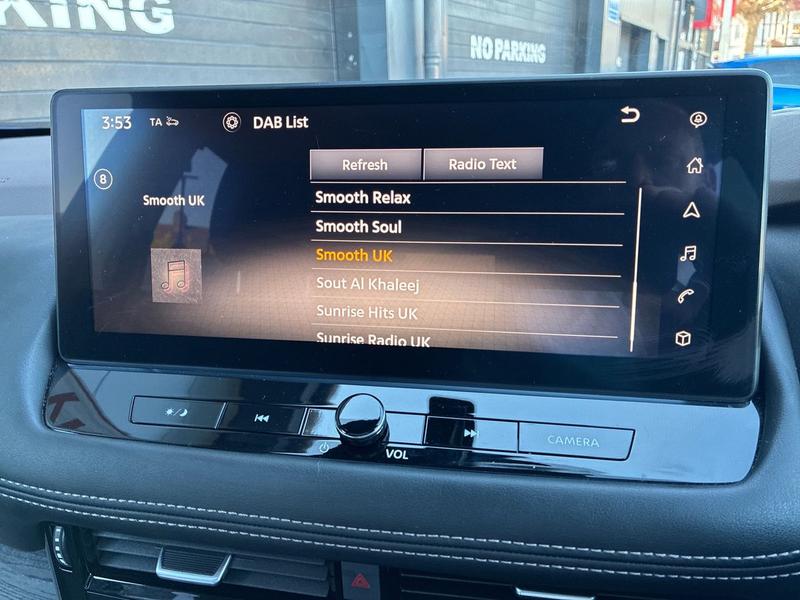 PARKING
NO PARKING
3:53 TA DAB List
Refresh Radio Text
8
Smooth UK
Smooth Relax
Smooth Soul
Smooth UK
Sout Al Khaleej
Sunrise Hits UK
Sunrise Radio UK
VOL
CAMERA